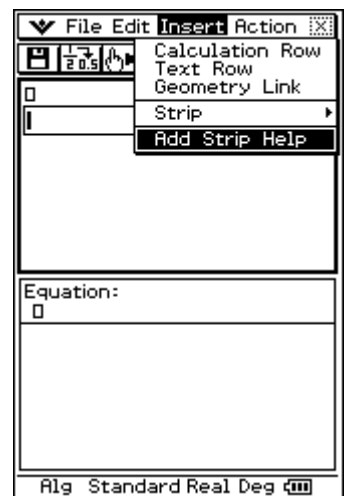 File Edit Insert Action
Calculation Row
Text Row
Geometry Link
Strip
Add Strip Help
Equation:
Alg Standard Real Deg